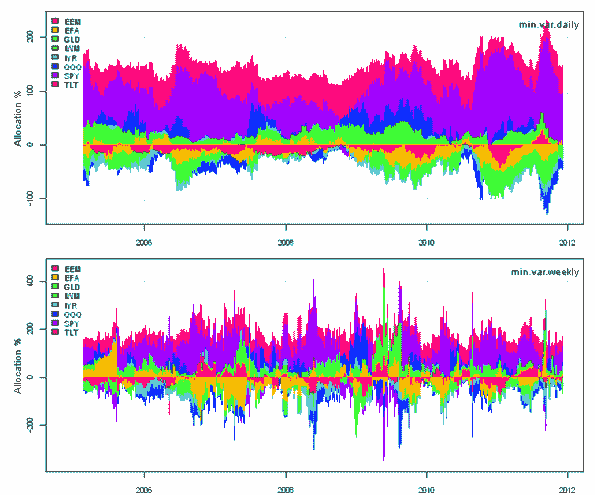 min.var.daily
EEM
EFA
GLD
IWM
IYR
QQQ
SPY
TLT
Allocation %
200
100
0
-100
2006
2008
2010
2012
min.var.weekly
EEM
EFA
GLD
IWM
IYR
QQQ
SPY
TLT
Allocation %
400
200
0
-200
2006
2008
2010
2012